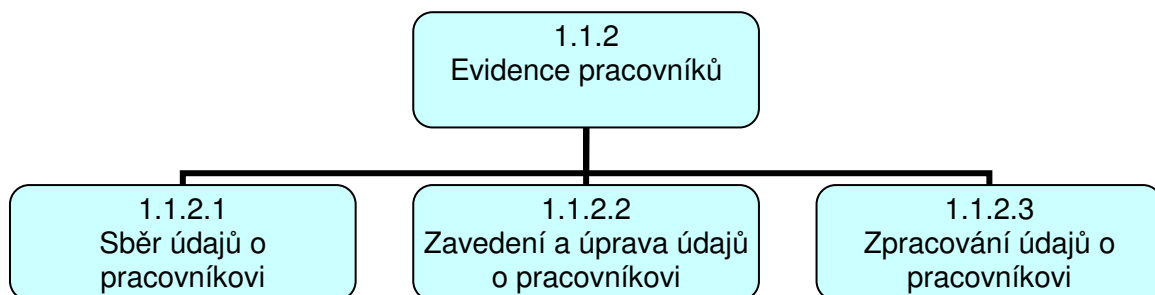 1.1.2
Evidence pracovníků
1.1.2.1
Sběr údajů o
pracovníkovi
1.1.2.2
Zavedení a úprava údajů
o pracovníkovi
1.1.2.3
Zpracování údajů o
pracovníkovi